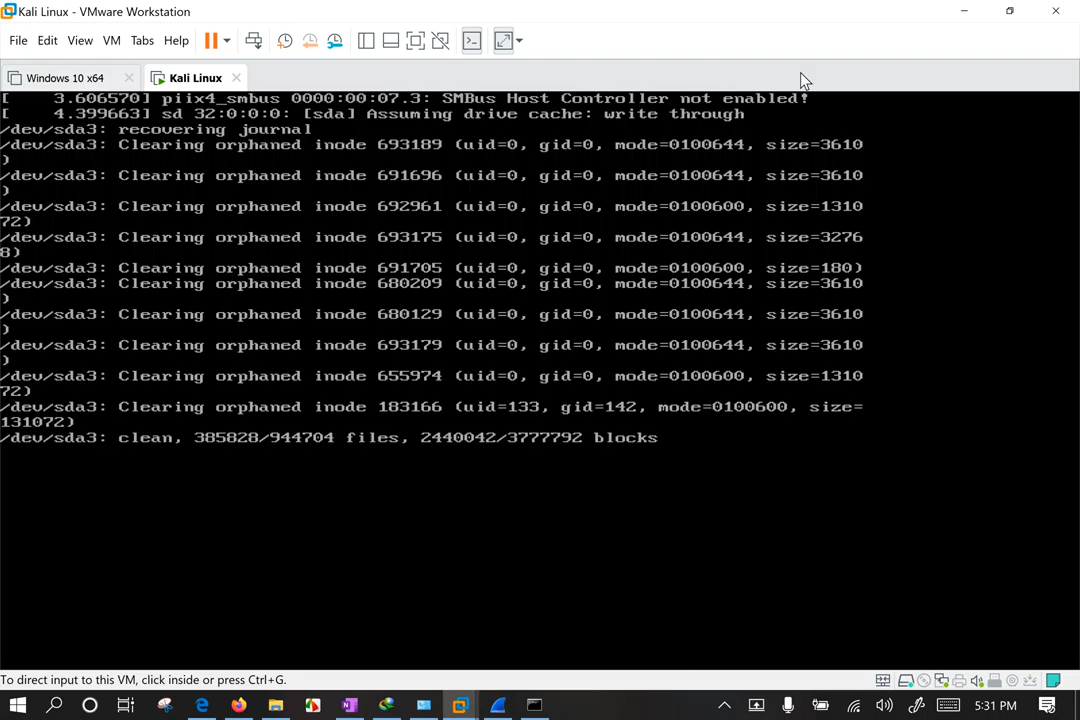 Kali Linux - VMware Workstation
File Edit View VM Tabs Help
Windows 10 x64 Kali Linux
[    3.606570] piix4_smbus 0000:00:07.3: SMBus Host Controller not enabled!
[    4.399663] sd 32:0:0:0: [sda] Assuming drive cache: write through
/dev/sda3: recovering journal
/dev/sda3: Clearing orphaned inode 693189 (uid=0, gid=0, mode=0100644, size=3610
)
/dev/sda3: Clearing orphaned inode 691696 (uid=0, gid=0, mode=0100644, size=3610
)
/dev/sda3: Clearing orphaned inode 692961 (uid=0, gid=0, mode=0100600, size=1310
72)
/dev/sda3: Clearing orphaned inode 693175 (uid=0, gid=0, mode=0100644, size=3276
8)
/dev/sda3: Clearing orphaned inode 691705 (uid=0, gid=0, mode=0100600, size=180)
/dev/sda3: Clearing orphaned inode 680209 (uid=0, gid=0, mode=0100644, size=3610
)
/dev/sda3: Clearing orphaned inode 680129 (uid=0, gid=0, mode=0100644, size=3610
)
/dev/sda3: Clearing orphaned inode 693179 (uid=0, gid=0, mode=0100644, size=3610
)
/dev/sda3: Clearing orphaned inode 655974 (uid=0, gid=0, mode=0100600, size=1310
72)
/dev/sda3: Clearing orphaned inode 183166 (uid=133, gid=142, mode=0100600, size=
131072)
/dev/sda3: clean, 385828/944704 files, 2440042/3777792 blocks
To direct input to this VM, click inside or press Ctrl+G.
5:31 PM